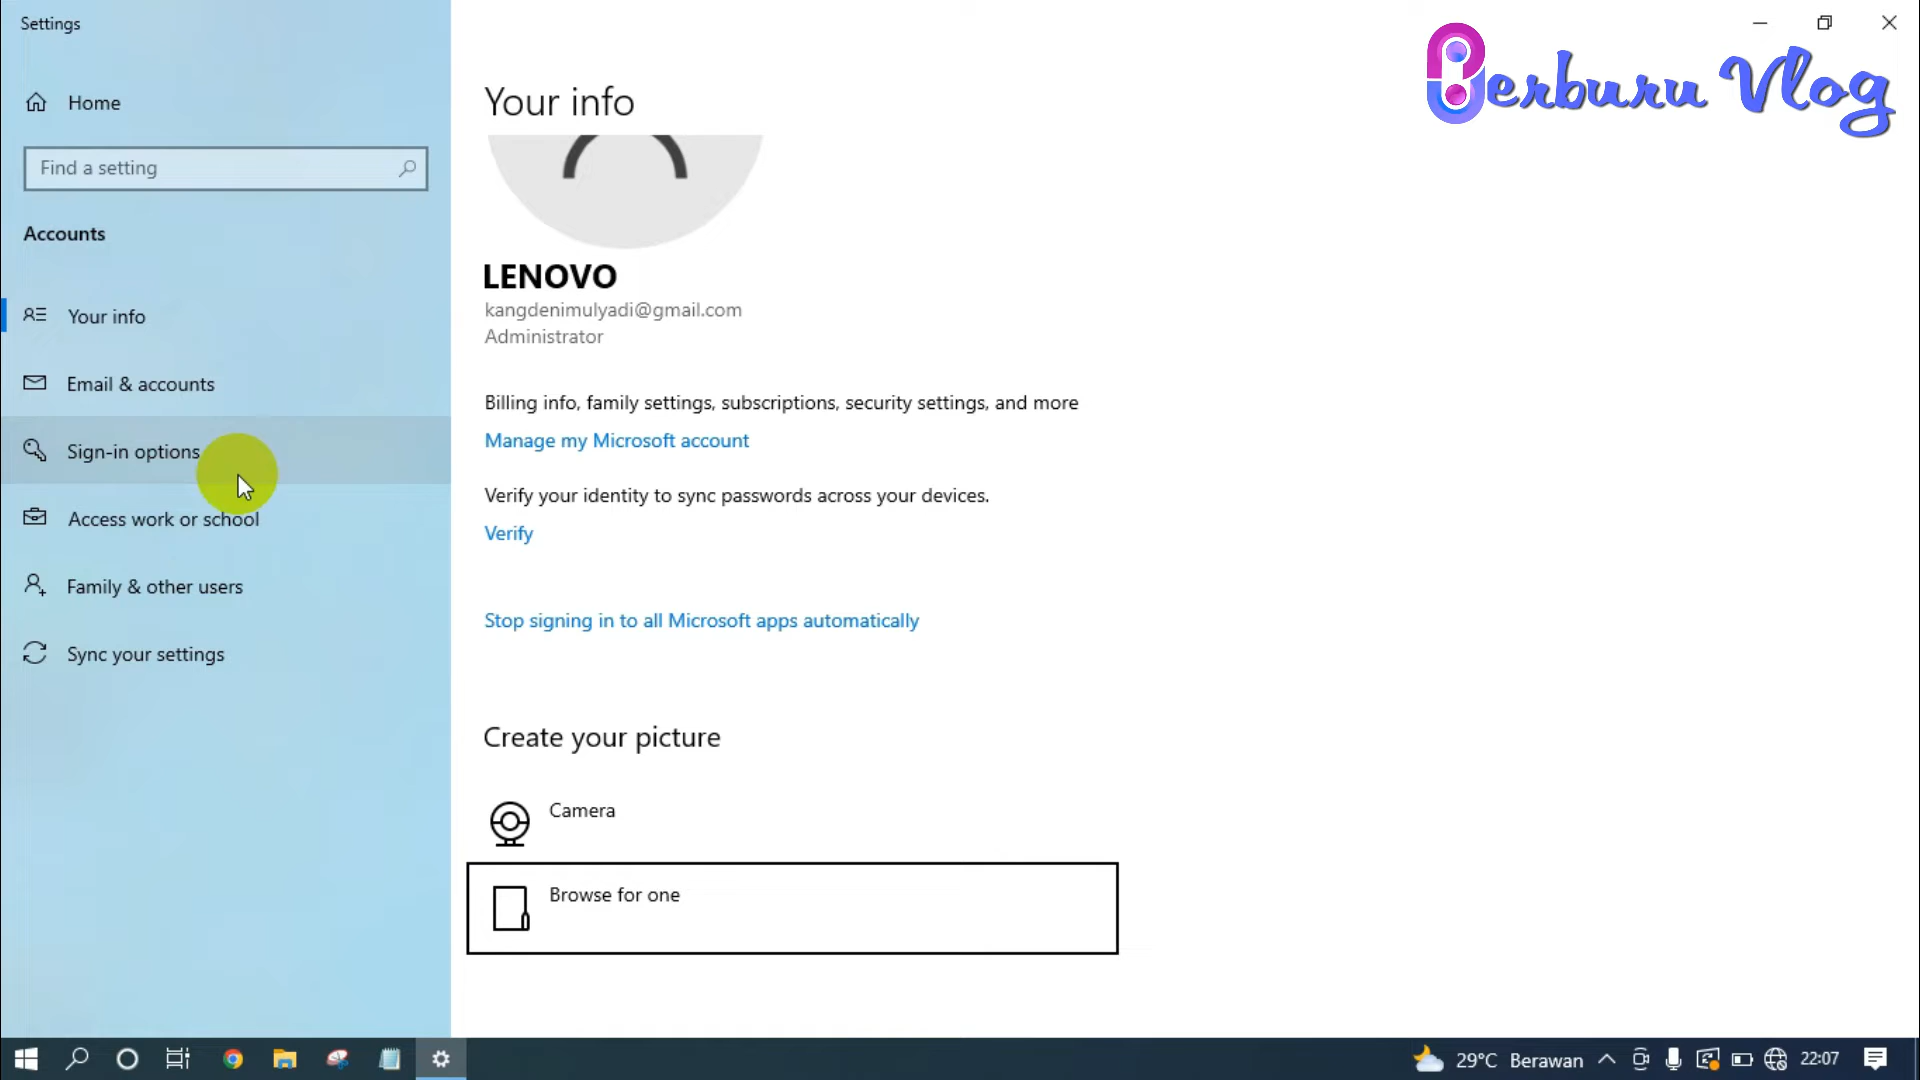 Settings
Berburu Vlog
Home
Find a setting
Accounts
Your info
Email & accounts
Sign-in options
Access work or school
Family & other users
Sync your settings
Your info
LENOVO
kangdenimulyadi@gmail.com
Administrator
Billing info, family settings, subscriptions, security settings, and more
Manage my Microsoft account
Verify your identity to sync passwords across your devices.
Verify
Stop signing in to all Microsoft apps automatically
Create your picture
Camera
Browse for one
29°C Berawan
22:07